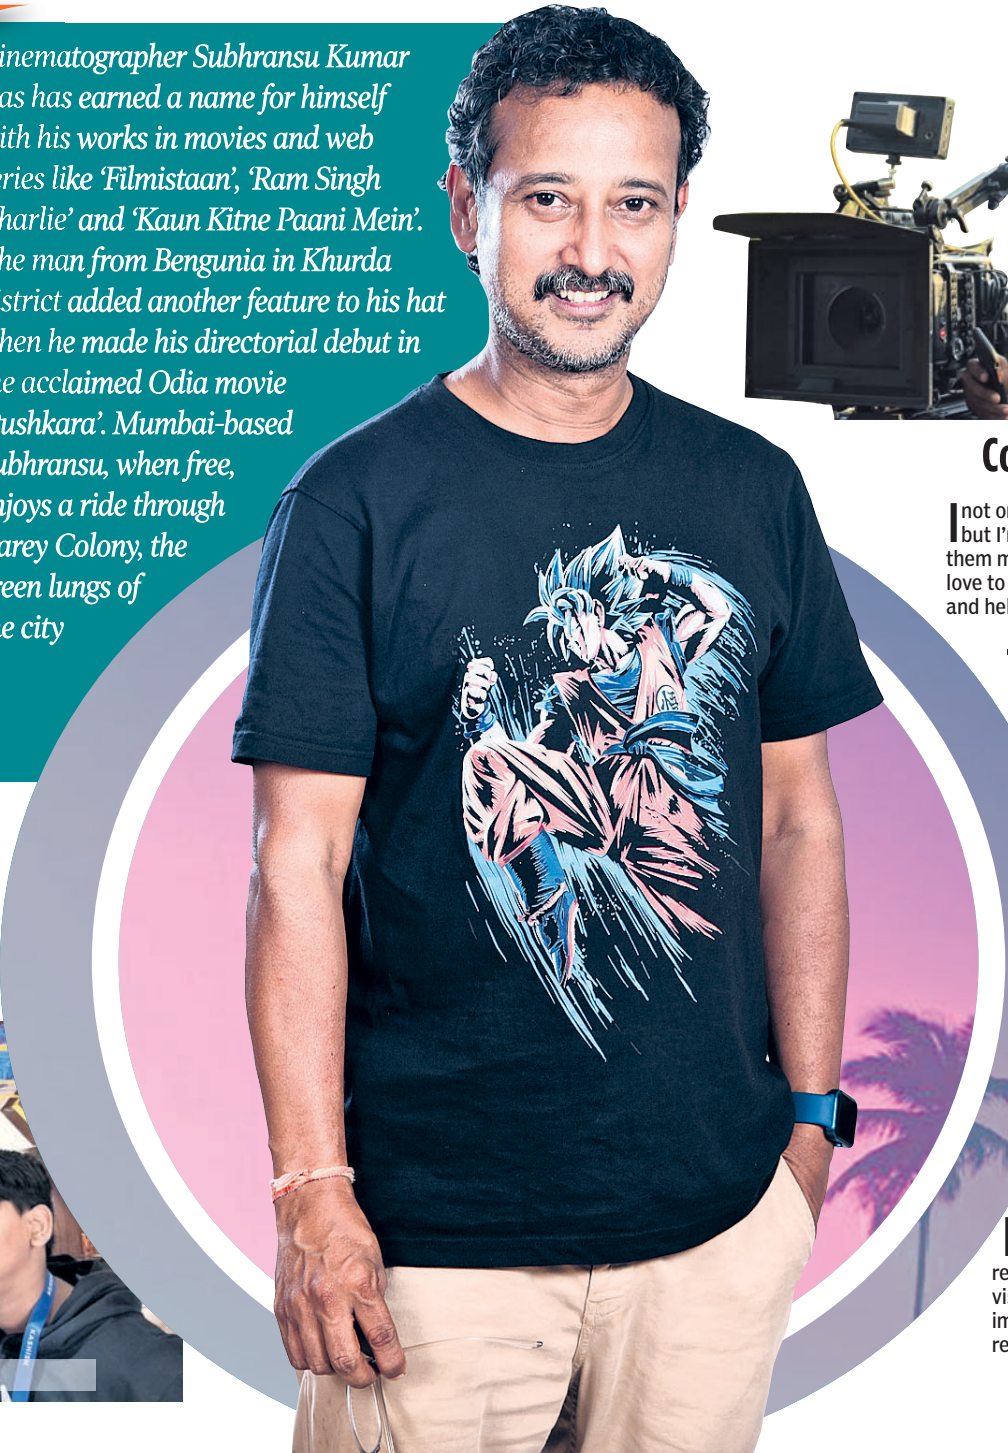 inematographer Subhransu Kumar
as has earned a name for himself
ith his works in movies and web
eries like ‘Filmistaan’, ‘Ram Singh
harlie’ and ‘Kaun Kitne Paani Mein’.
he man from Bengunia in Khurda
istrict added another feature to his hat
hen he made his directorial debut in
e acclaimed Odia movie
ushkara’. Mumbai-based
ubhransu, when free,
njoys a ride through
arey Colony, the
reen lungs of
e city
Co
I not o
but I’
them m
love to
and hel
re
vi
im
re
KASHISH